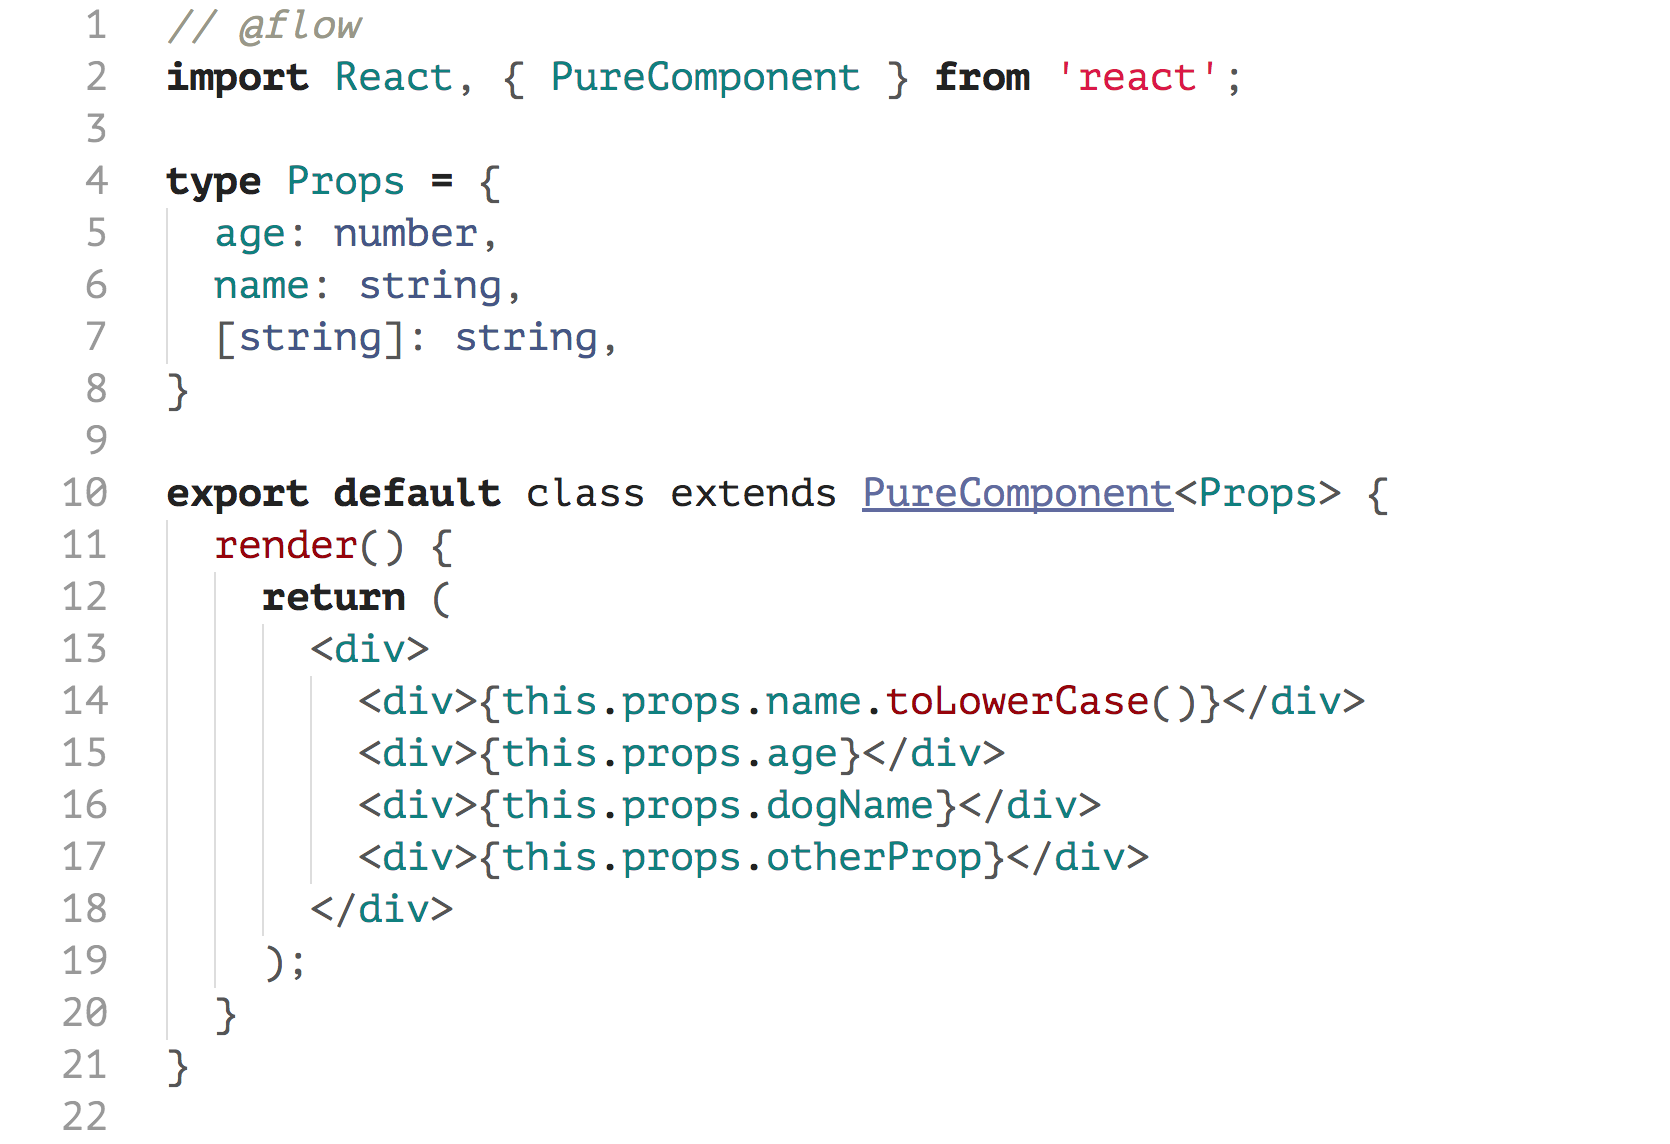 1 // @flow
2 import React, { PureComponent } from 'react';
3
4 type Props = {
5   age: number,
6   name: string,
7   [string]: string,
8 }
9
10 export default class extends PureComponent<Props> {
11   render() {
12     return (
13       <div>
14         <div>{this.props.name.toLowerCase()}</div>
15         <div>{this.props.age}</div>
16         <div>{this.props.dogName}</div>
17         <div>{this.props.otherProp}</div>
18       </div>
19     );
20   }
21 }
22